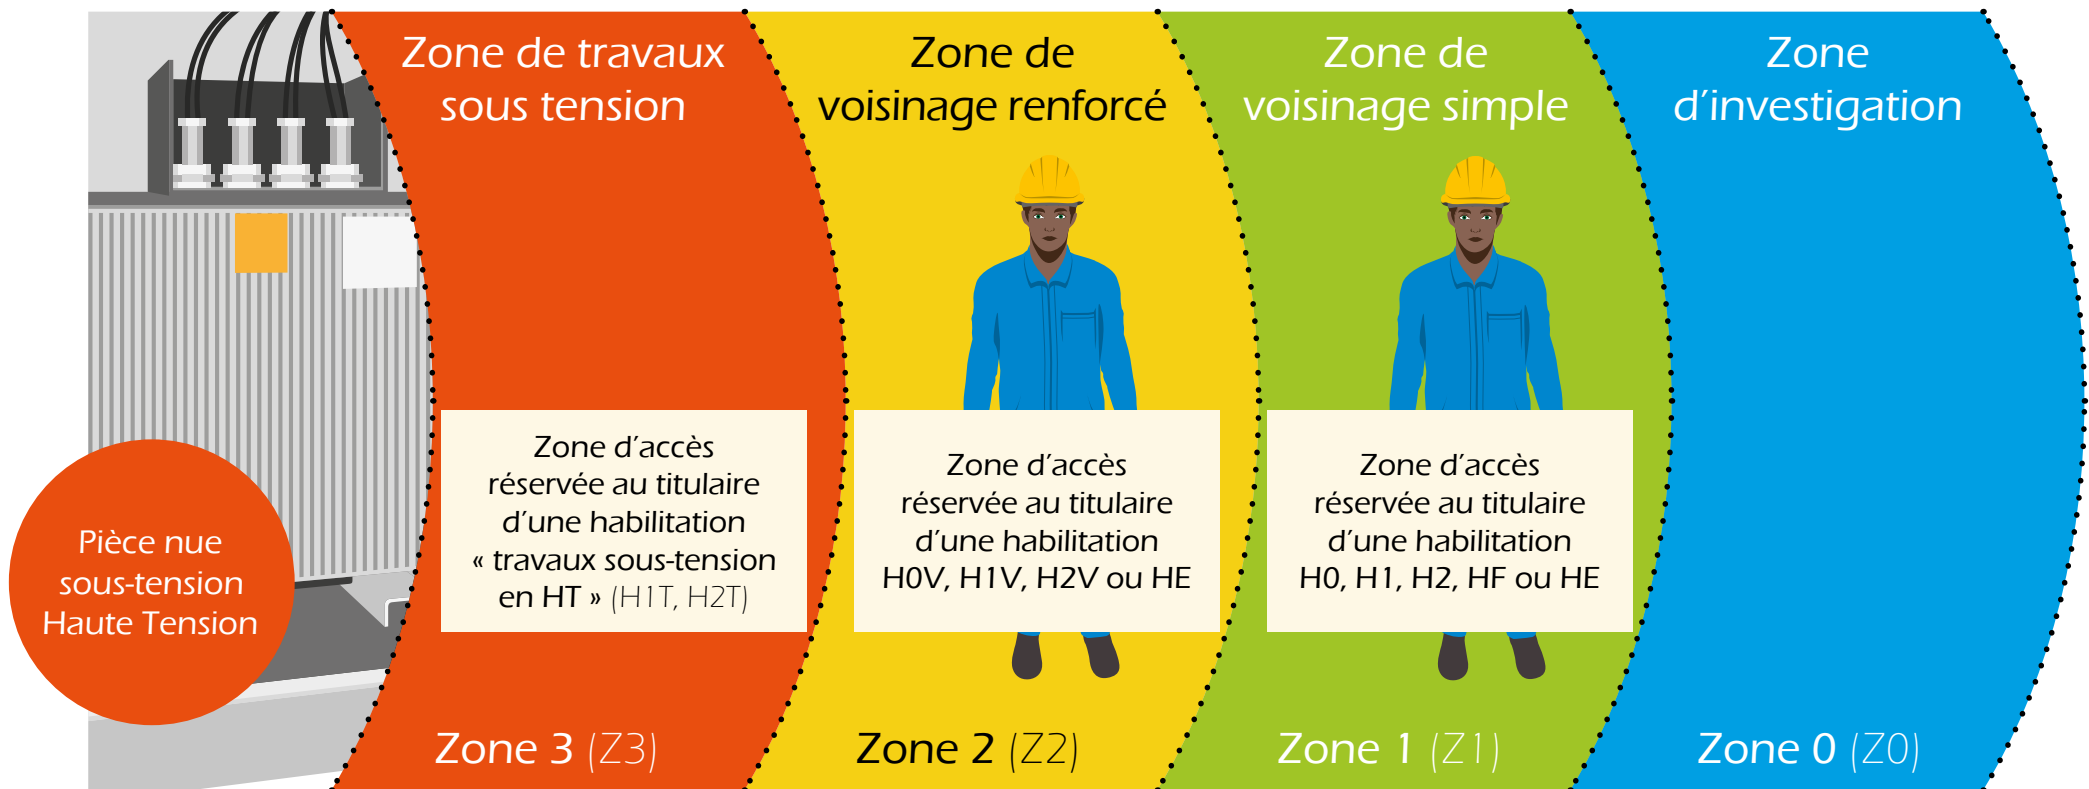 Zone de travaux
sous tension
Zone de
voisinage renforcé
Zone de
voisinage simple
Zone
d’investigation
Pièce nue
sous-tension
Haute Tension
Zone d’accès
réservée au titulaire
d’une habilitation
« travaux sous-tension
en HT » (H1T, H2T)
Zone d’accès
réservée au titulaire
d’une habilitation
H0V, H1V, H2V ou HE
Zone d’accès
réservée au titulaire
d’une habilitation
H0, H1, H2, HF ou HE
Zone 3 (Z3)
Zone 2 (Z2)
Zone 1 (Z1)
Zone 0 (Z0)